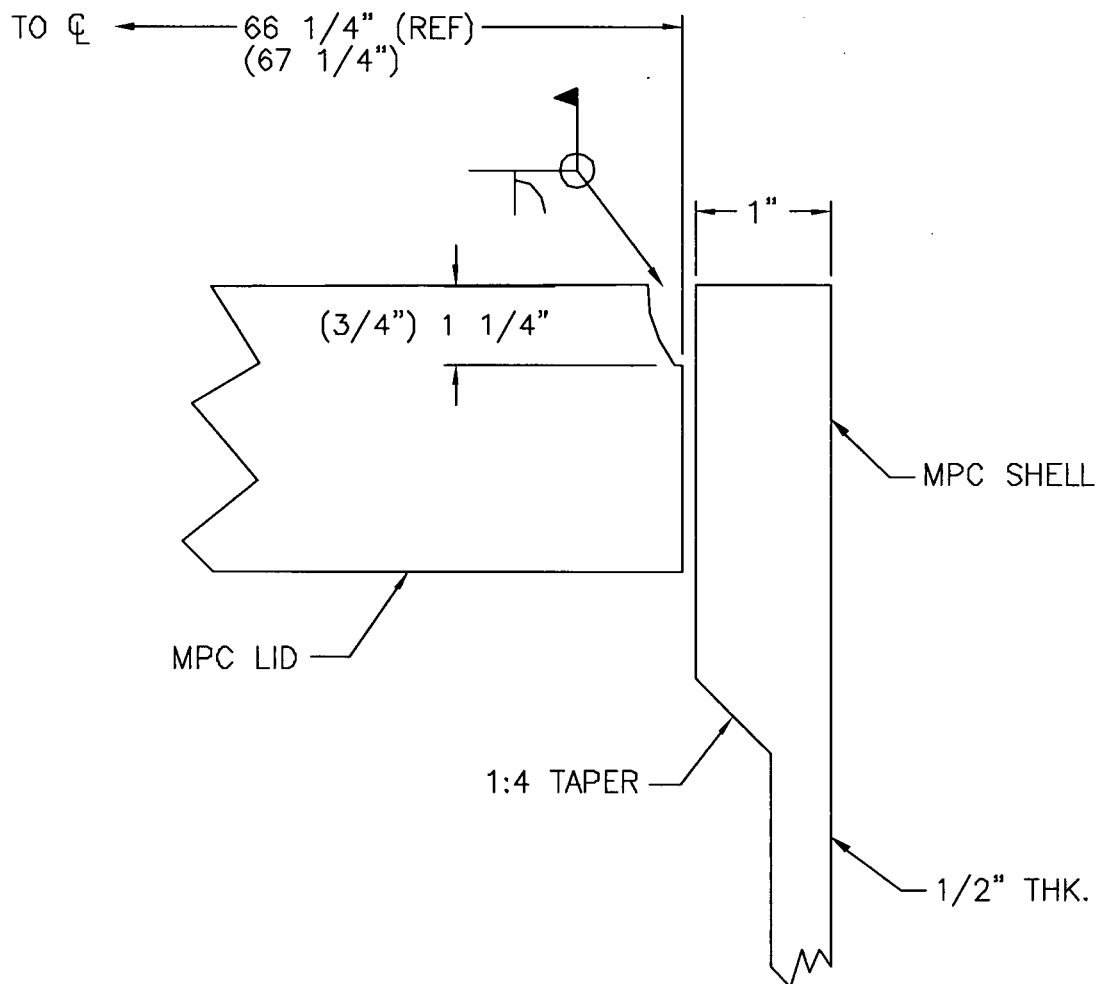 TO ℄ 66 1/4" (REF)
(67 1/4")
1"
(3/4") 1 1/4"
MPC SHELL
MPC LID
1:4 TAPER
1/2" THK.